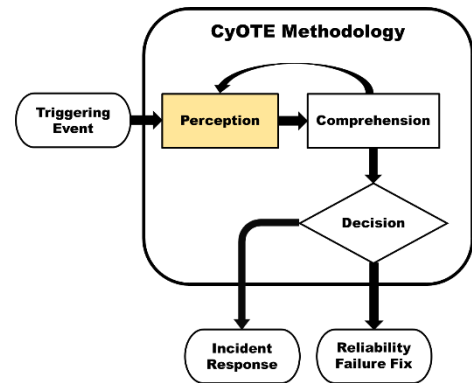 CyOTE Methodology
Triggering
Event
Perception
Comprehension
Decision
Incident
Response
Reliability
Failure Fix